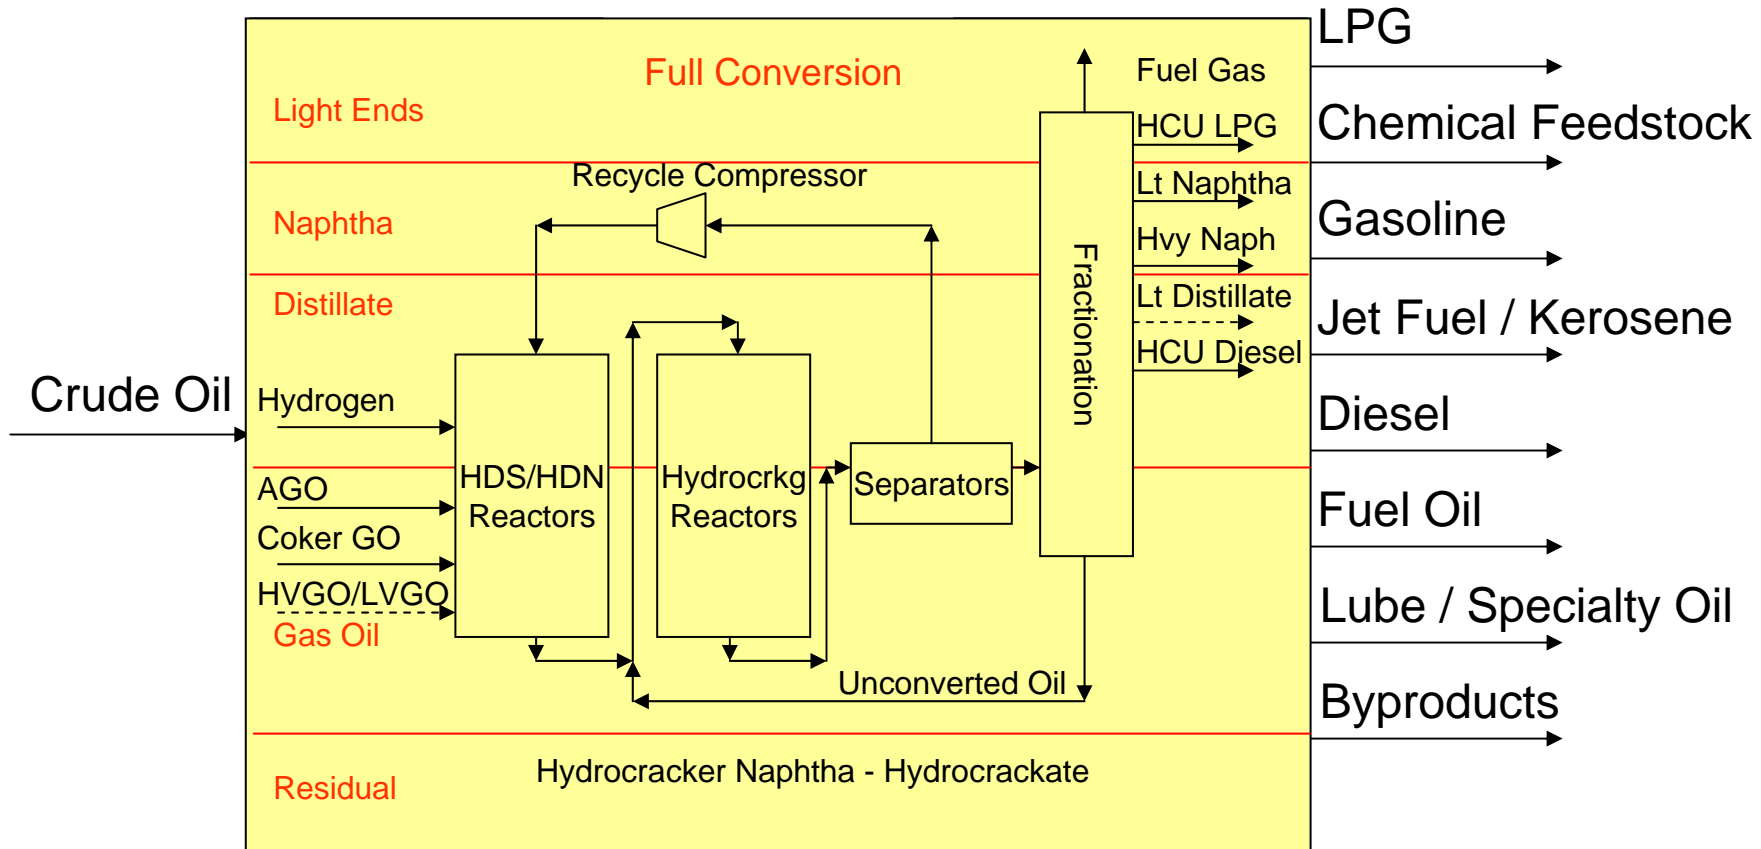 LPG
Full Conversion
Fuel Gas
Light Ends
HCU LPG
Chemical Feedstock
Recycle Compressor
Lt Naphtha
Naphtha
Hvy Naph
Gasoline
Distillate
Lt Distillate
Jet Fuel / Kerosene
HCU Diesel
Fractionation
Crude Oil
Hydrogen
Diesel
AGO
HDS/HDN
Reactors
Hydrocrkg
Reactors
Separators
Fuel Oil
Coker GO
HVGO/LVGO
Gas Oil
Lube / Specialty Oil
Unconverted Oil
Byproducts
Hydrocracker Naphtha - Hydrocrackate
Residual